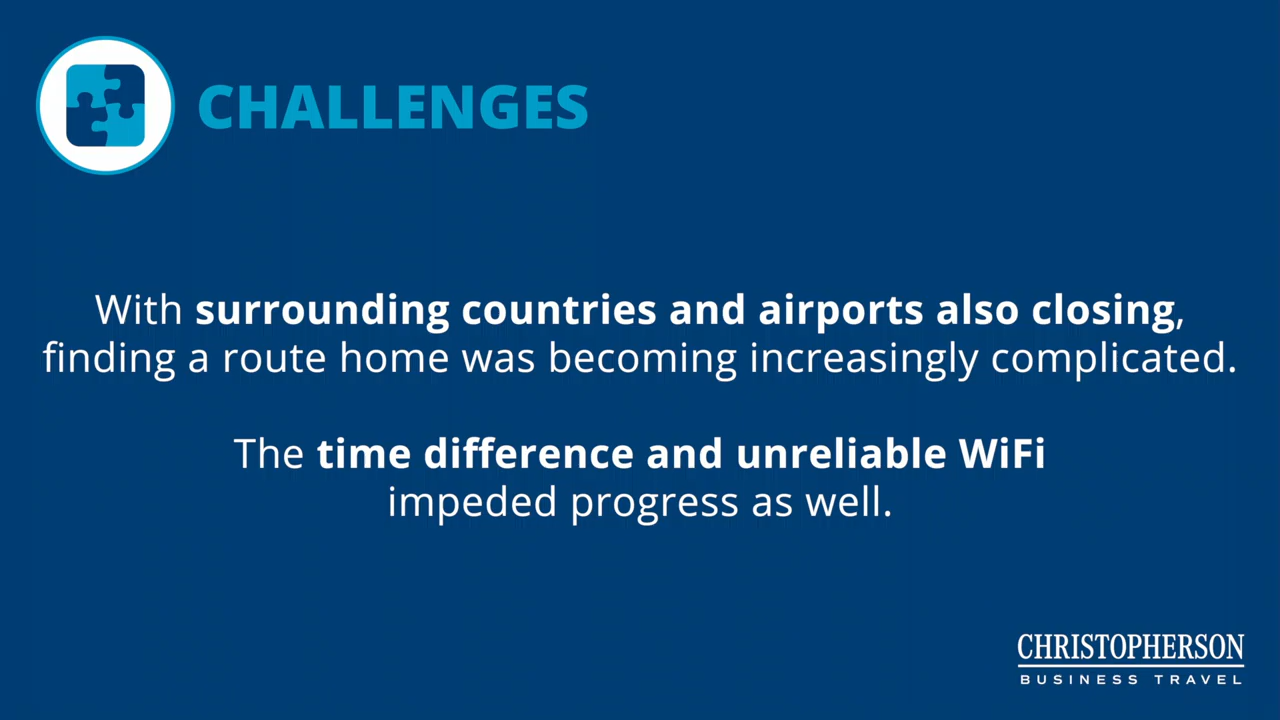 CHALLENGES
With surrounding countries and airports also closing,
finding a route home was becoming increasingly complicated.
The time difference and unreliable WiFi
impeded progress as well.
CHRISTOPHERSON
BUSINESS TRAVEL